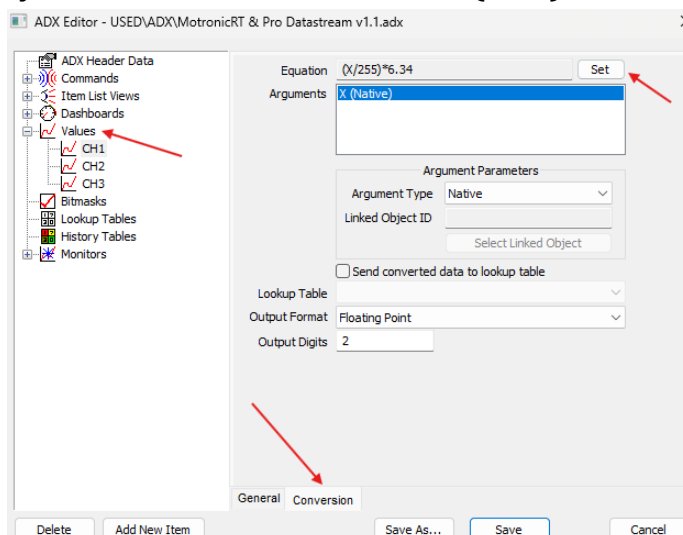 ADX Editor - USED\ADX\MotronicRT & Pro Datastream v1.1.adx
ADX Header Data
Commands
Item List Views
Dashboards
Values
CH1
CH2
CH3
Bitmasks
Lookup Tables
History Tables
Monitors
Equation (X/255)*6.34 Set
Arguments X (Native)
Argument Parameters
Argument Type Native
Linked Object ID
Select Linked Object
Send converted data to lookup table
Lookup Table
Output Format Floating Point
Output Digits 2
General Conversion
Delete Add New Item Save As... Save Cancel